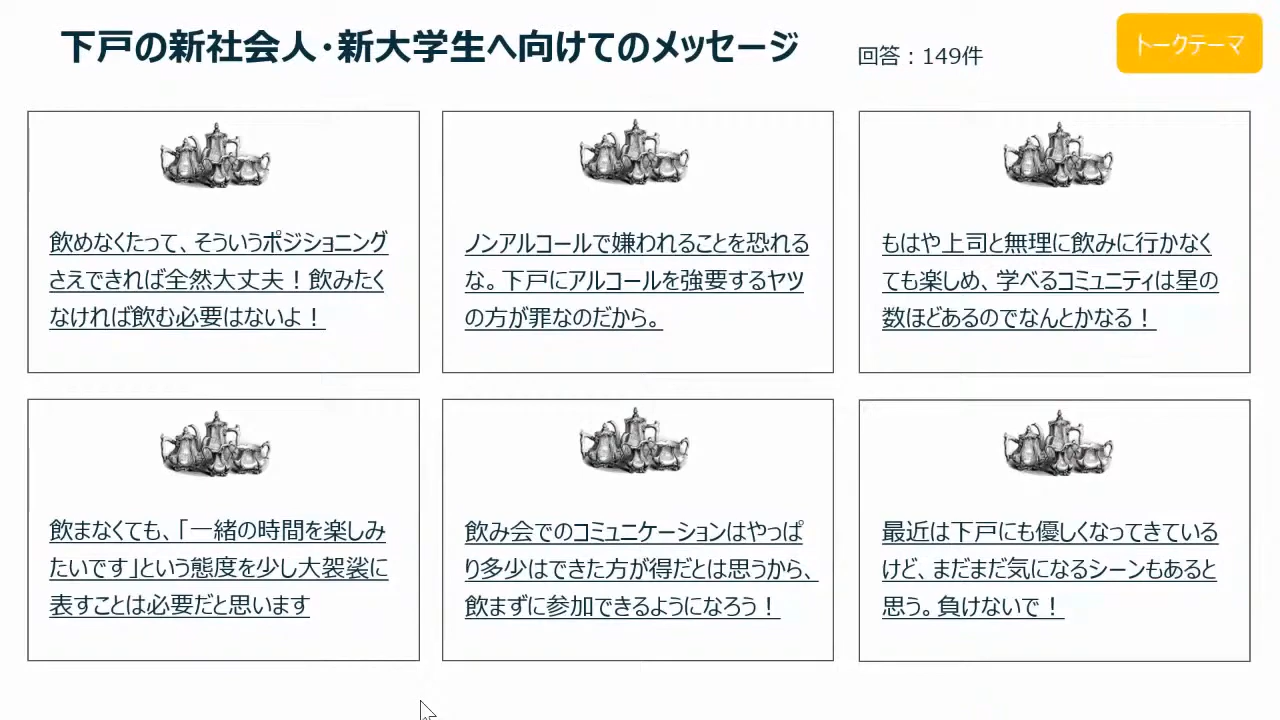 下戸の新社会人・新大学生へ向けてのメッセージ
回答：149件
トークテーマ
飲めなくたって、そういうポジショニング
さえできれば全然大丈夫！飲みたく
なければ飲む必要はないよ！
ノンアルコールで嫌われることを恐れる
な。下戸にアルコールを強要するヤツ
の方が罪なのだから。
もはや上司と無理に飲みに行かなく
ても楽しめ、学べるコミュニティは星の
数ほどあるのでなんとかなる！
飲まなくても、「一緒の時間を楽しみ
たいです」という態度を少し大袈裟に
表すことは必要だと思います
飲み会でのコミュニケーションはやっぱ
り多少はできた方が得だとは思うから、
飲まずに参加できるようになろう！
最近は下戸にも優しくなってきている
けど、まだまだ気になるシーンもあると
思う。負けないで！